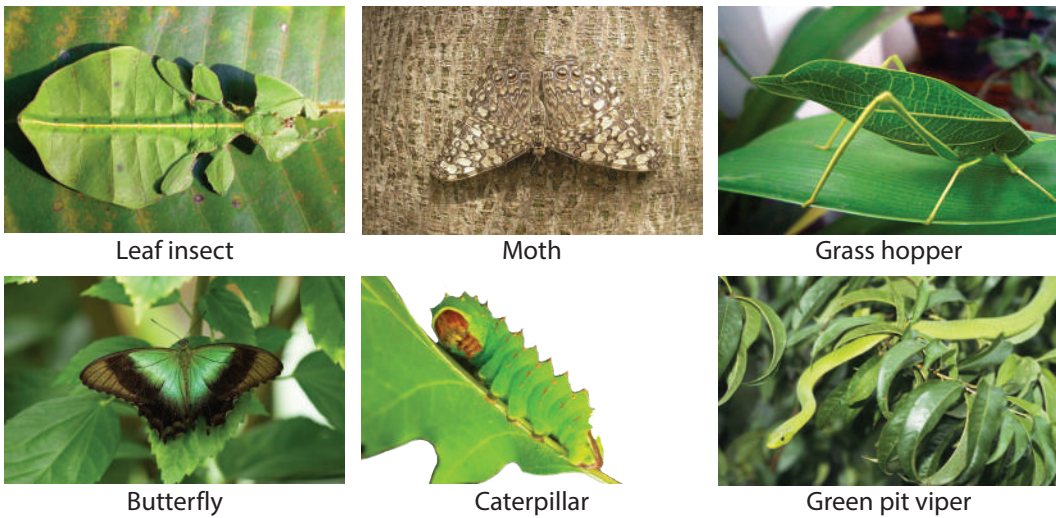 Leaf insect
Moth
Grass hopper
Butterfly
Caterpillar
Green pit viper